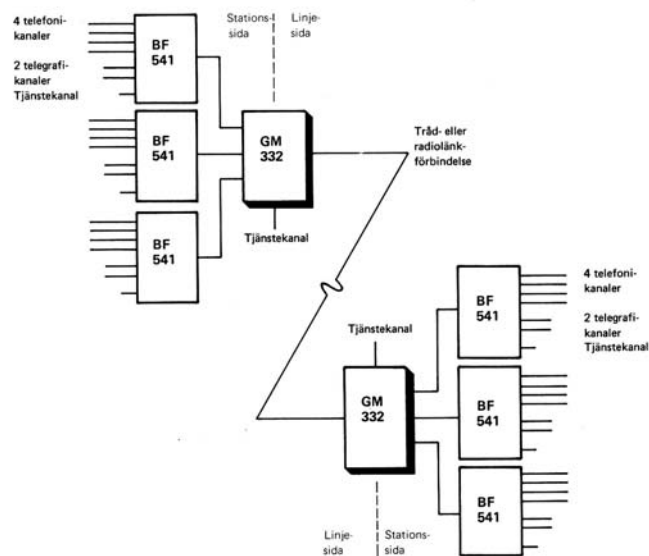 4 telefoni-
kanaler
2 telegrafi-
kanaler
Tjänstekanal
BF
541
BF
541
BF
541
Stations-
sida
Linje-
sida
GM
332
Tjänstekanal
Tråd- eller
radiolänk-
förbindelse
Tjänstekanal
GM
332
BF
541
BF
541
BF
541
4 telefoni-
kanaler
2 telegrafi-
kanaler
Tjänstekanal
Linje-
sida
Stations-
sida